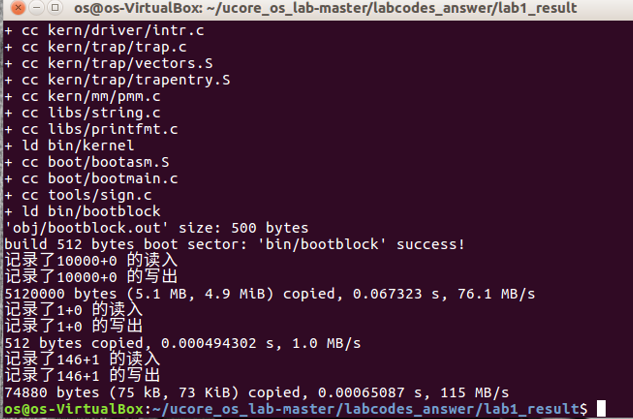 os@os-VirtualBox: ~/ucore_os_lab-master/labcodes_answer/lab1_result
+ cc kern/driver/intr.c
+ cc kern/trap/trap.c
+ cc kern/trap/vectors.S
+ cc kern/trap/trapentry.S
+ cc kern/mm/pmm.c
+ cc libs/string.c
+ cc libs/printfmt.c
+ ld bin/kernel
+ cc boot/bootasm.S
+ cc boot/bootmain.c
+ cc tools/sign.c
+ ld bin/bootblock
'obj/bootblock.out' size: 500 bytes
build 512 bytes boot sector: 'bin/bootblock' success!
记录了10000+0 的读入
记录了10000+0 的写出
5120000 bytes (5.1 MB, 4.9 MiB) copied, 0.067323 s, 76.1 MB/s
记录了1+0 的读入
记录了1+0 的写出
512 bytes copied, 0.000494302 s, 1.0 MB/s
记录了146+1 的读入
记录了146+1 的写出
74880 bytes (75 kB, 73 KiB) copied, 0.00065087 s, 115 MB/s
os@os-VirtualBox:~/ucore_os_lab-master/labcodes_answer/lab1_result$